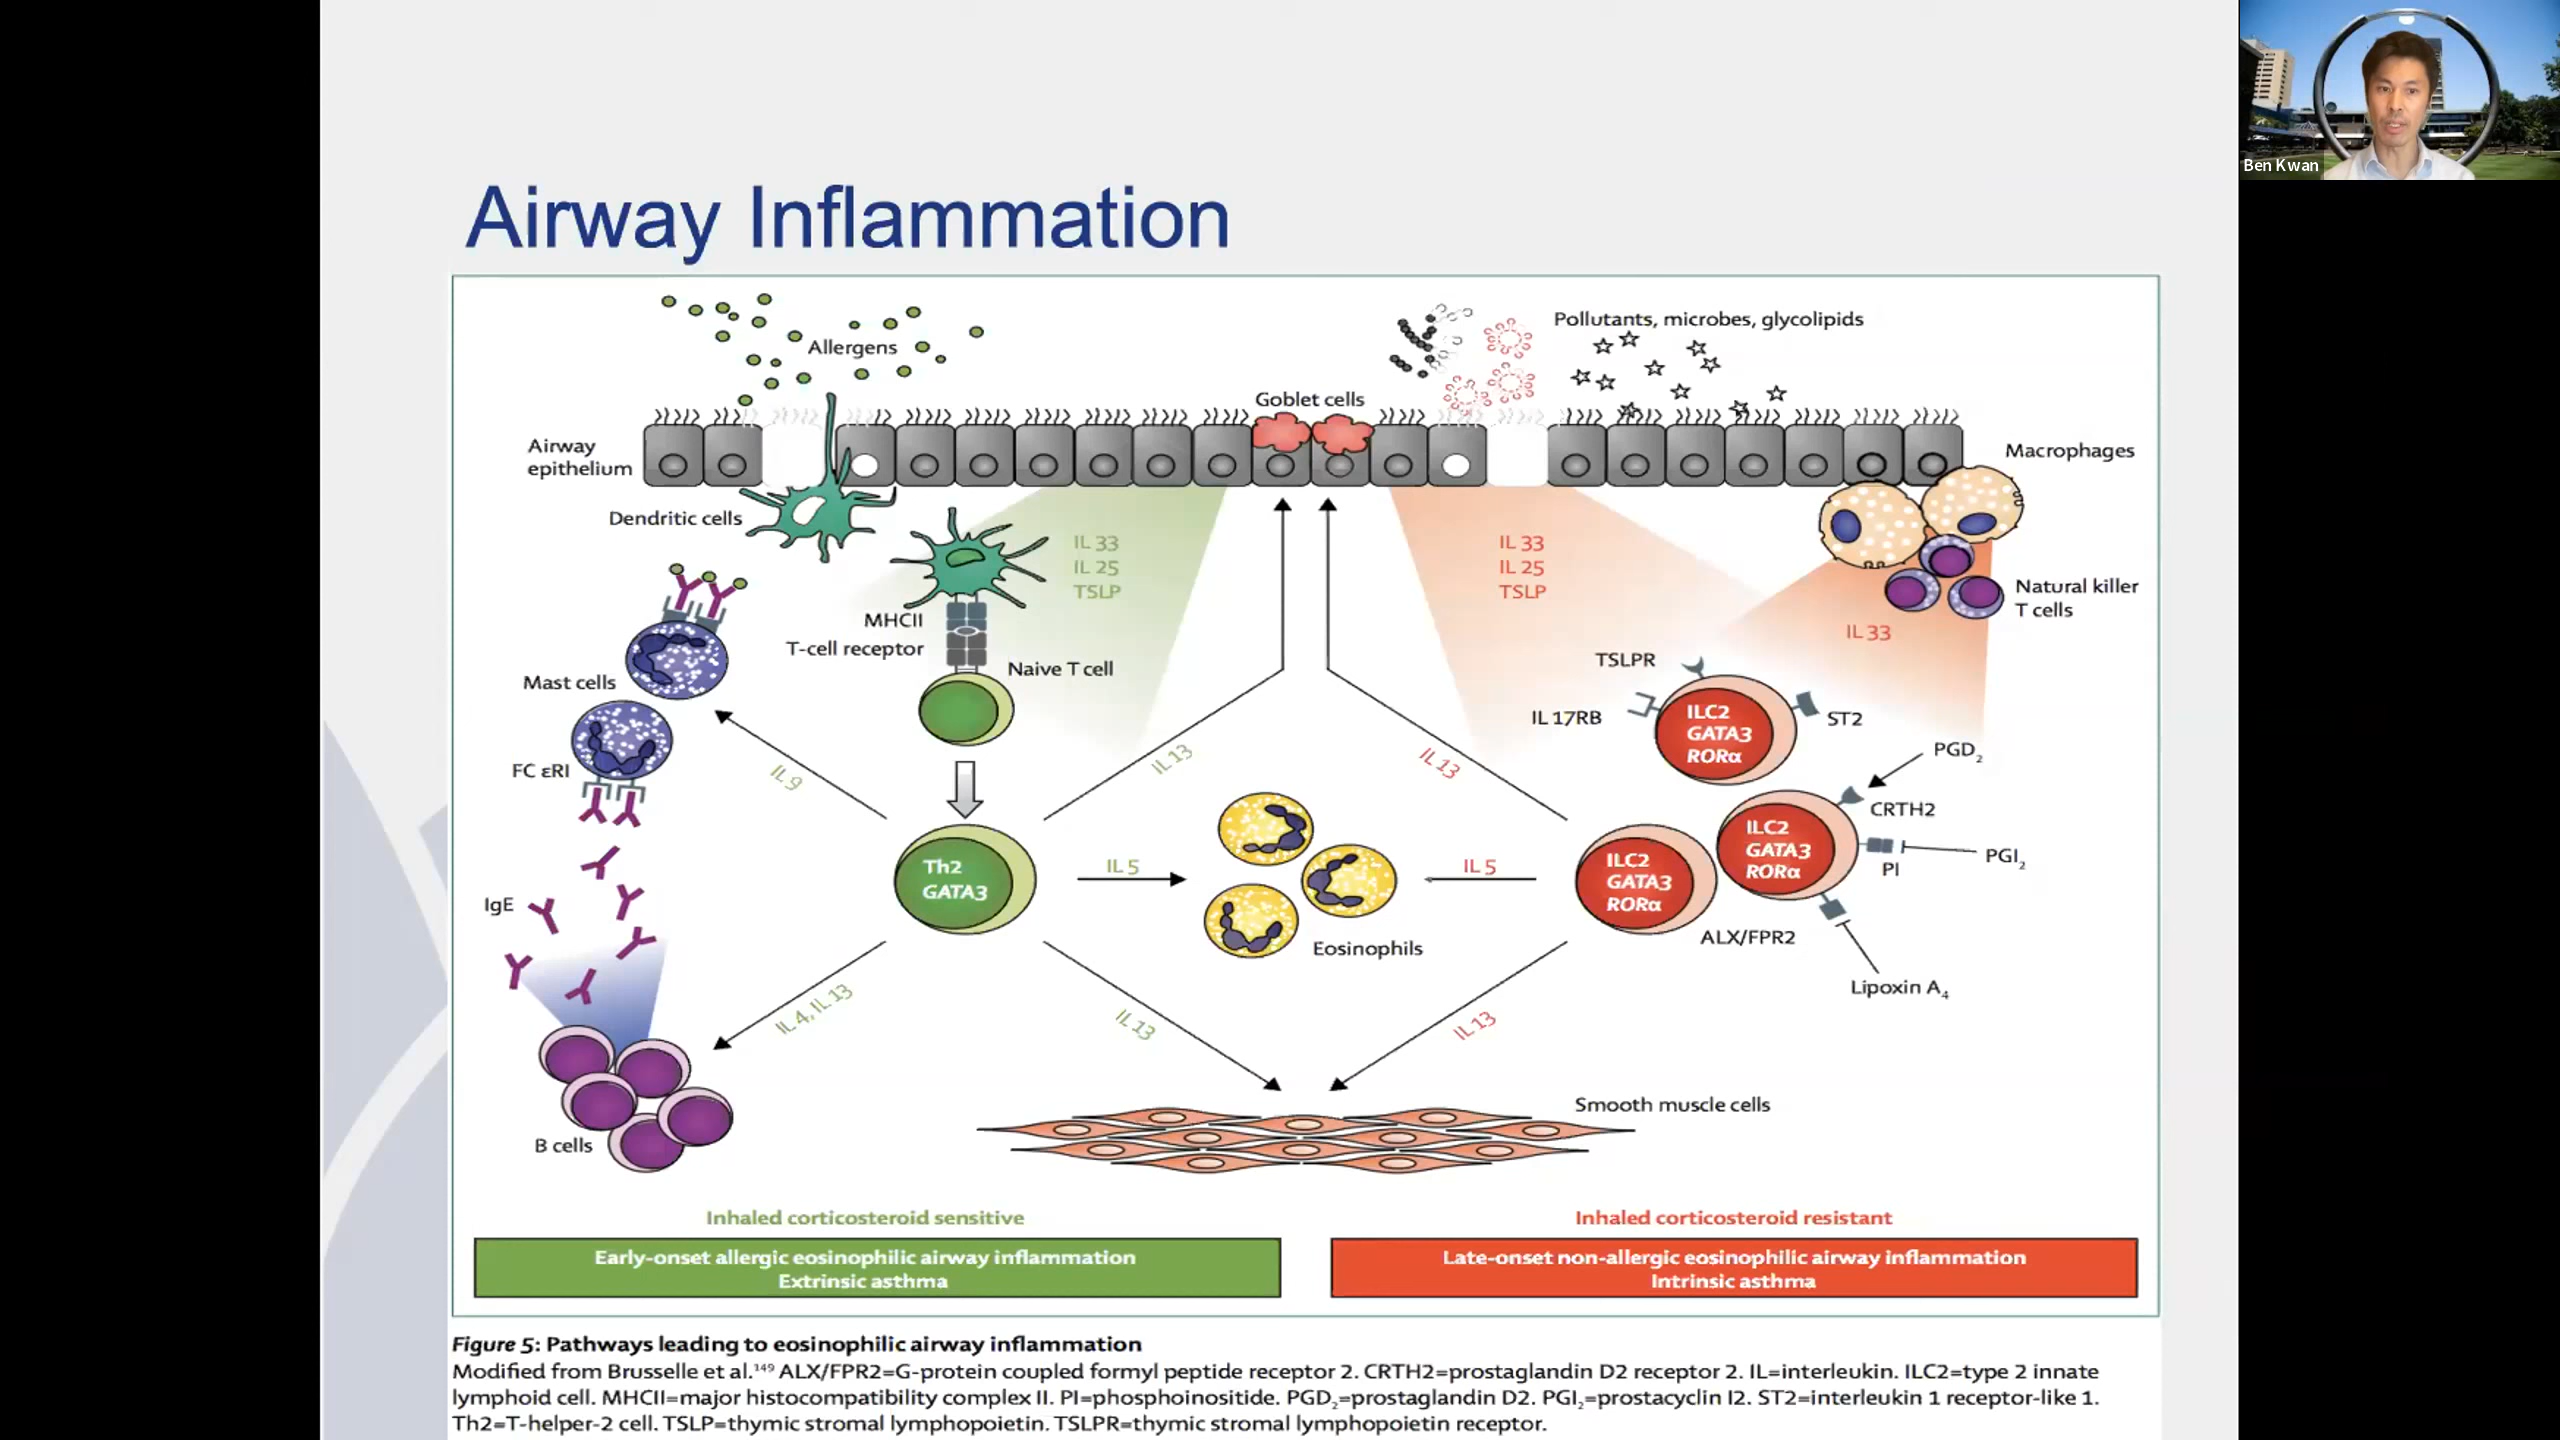 Ben Kwan
Airway Inflammation
Allergens
Pollutants, microbes, glycolipids
Goblet cells
Airway
epithelium
Macrophages
Dendritic cells
IL 33
IL 25
TSLP
IL 33
IL 25
TSLP
Natural killer
T cells
MHCII
T-cell receptor
IL 33
Naive T cell
TSLPR
Mast cells
IL 17RB
ILC2
GATA3
RORα
ST2
PGD2
FC εRI
IL 9
IL 13
IL 13
CRTH2
ILC2
GATA3
RORα
PI
PGI2
Th2
GATA3
IL 5
IL 5
ILC2
GATA3
RORα
IgE
Eosinophils
ALX/FPR2
Lipoxin A4
IL 4, IL 13
IL 13
IL 13
Smooth muscle cells
B cells
Inhaled corticosteroid sensitive
Inhaled corticosteroid resistant
Early-onset allergic eosinophilic airway inflammation
Extrinsic asthma
Late-onset non-allergic eosinophilic airway inflammation
Intrinsic asthma
Figure 5: Pathways leading to eosinophilic airway inflammation
Modified from Brusselle et al.149 ALX/FPR2=G-protein coupled formyl peptide receptor 2. CRTH2=prostaglandin D2 receptor 2. IL=interleukin. ILC2=type 2 innate
lymphoid cell. MHCII=major histocompatibility complex II. PI=phosphoinositide. PGD2=prostaglandin D2. PGI2=prostacyclin I2. ST2=interleukin 1 receptor-like 1.
Th2=T-helper-2 cell. TSLP=thymic stromal lymphopoietin. TSLPR=thymic stromal lymphopoietin receptor.